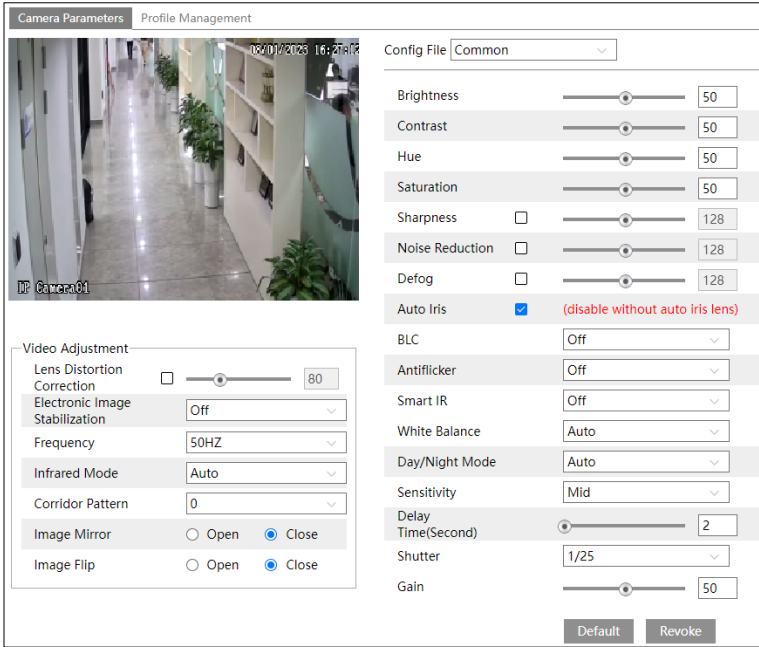 Camera Parameters
Profile Management
08/01/2023 16:27:12
IP Camera01
Config File Common
Brightness 50
Contrast 50
Hue 50
Saturation 50
Sharpness 128
Noise Reduction 128
Defog 128
Auto Iris (disable without auto iris lens)
BLC Off
Antiflicker Off
Smart IR Off
White Balance Auto
Day/Night Mode Auto
Sensitivity Mid
Delay
Time(Second) 2
Shutter 1/25
Gain 50
Default Revoke
Video Adjustment
Lens Distortion
Correction 80
Electronic Image
Stabilization Off
Frequency 50HZ
Infrared Mode Auto
Corridor Pattern 0
Image Mirror Open Close
Image Flip Open Close